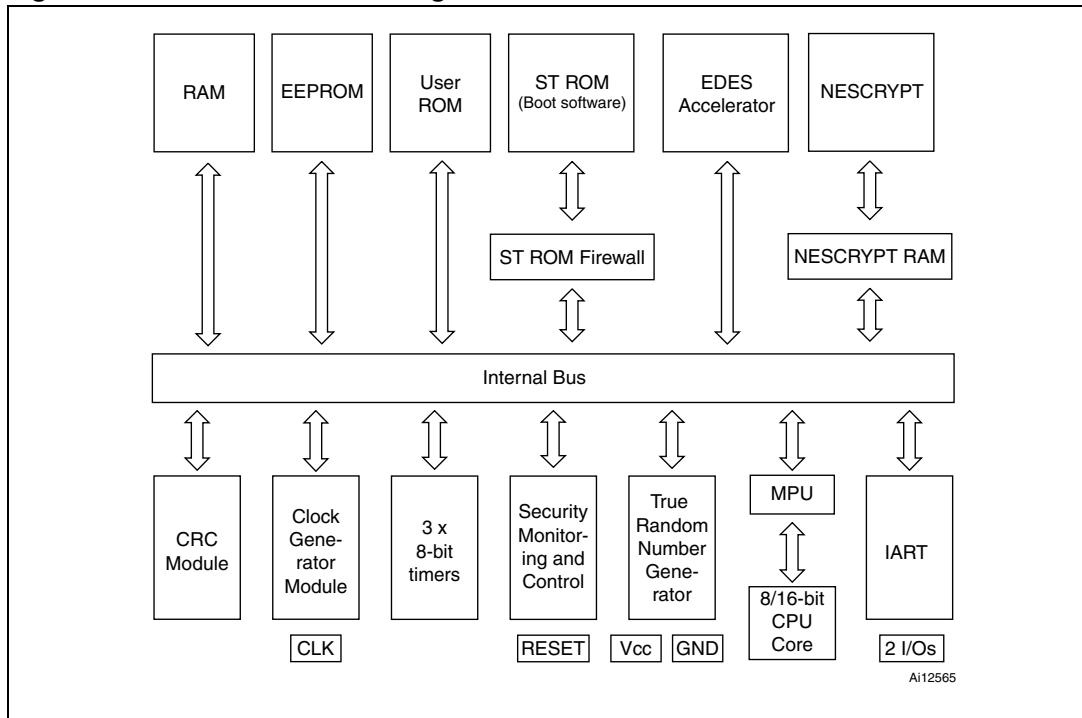 RAM
EEPROM
User
ROM
ST ROM
(Boot software)
EDES
Accelerator
NESCRYPT
ST ROM Firewall
NESCRYPT RAM
Internal Bus
CRC
Module
Clock
Gene-
rator
Module
3 x
8-bit
timers
Security
Monitor-
ing and
Control
True
Random
Number
Gene-
rator
MPU
8/16-bit
CPU
Core
IART
CLK
RESET
Vcc
GND
2 I/Os
Ai12565